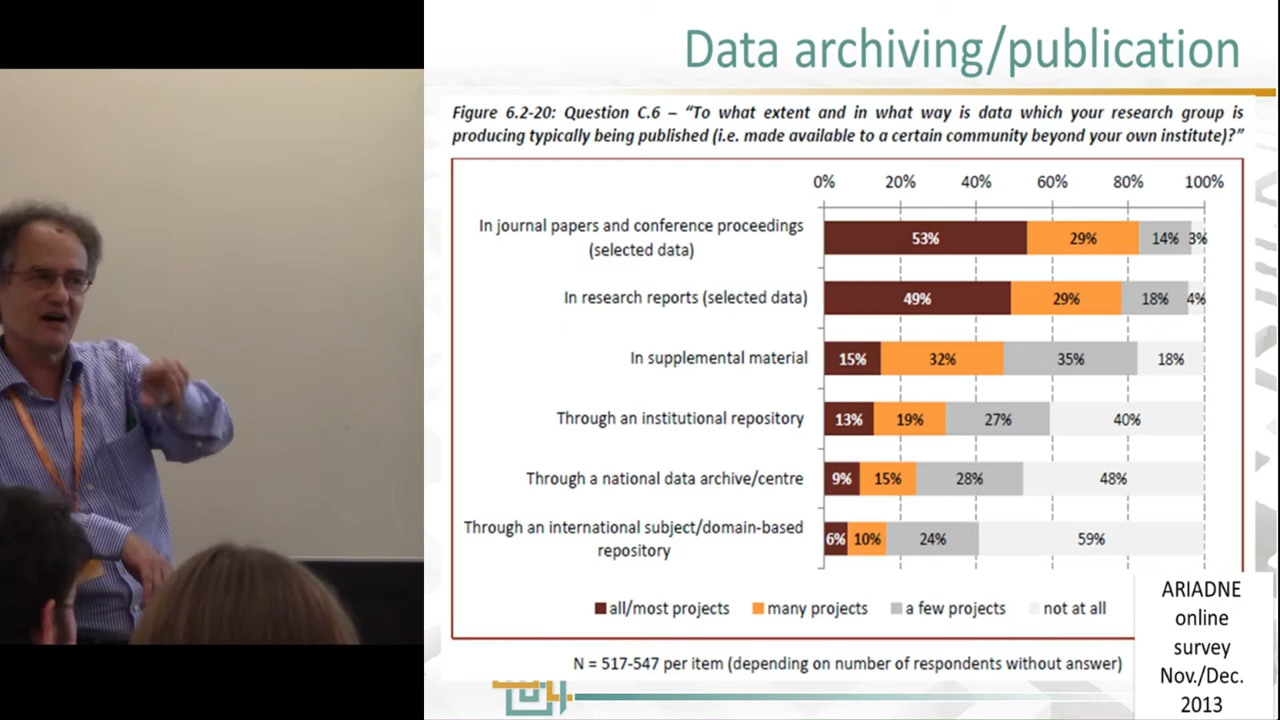 Data archiving/publication
Figure 6.2-20: Question C.6 – “To what extent and in what way is data which your research group is
producing typically being published (i.e. made available to a certain community beyond your own institute)?”
0% 20% 40% 60% 80% 100%
In journal papers and conference proceedings
(selected data)
53% 29% 14% 3%
In research reports (selected data) 49% 29% 18% 4%
In supplemental material 15% 32% 35% 18%
Through an institutional repository 13% 19% 27% 40%
Through a national data archive/centre 9% 15% 28% 48%
Through an international subject/domain-based
repository
6% 10% 24% 59%
all/most projects many projects a few projects not at all
N = 517-547 per item (depending on number of respondents without answer)
ARIADNE
online
survey
Nov./Dec.
2013